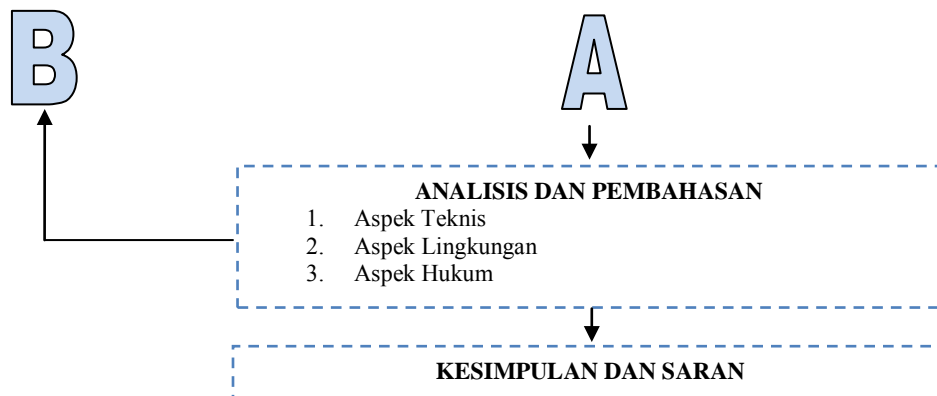 B
A
ANALISIS DAN PEMBAHASAN
1. Aspek Teknis
2. Aspek Lingkungan
3. Aspek Hukum
KESIMPULAN DAN SARAN